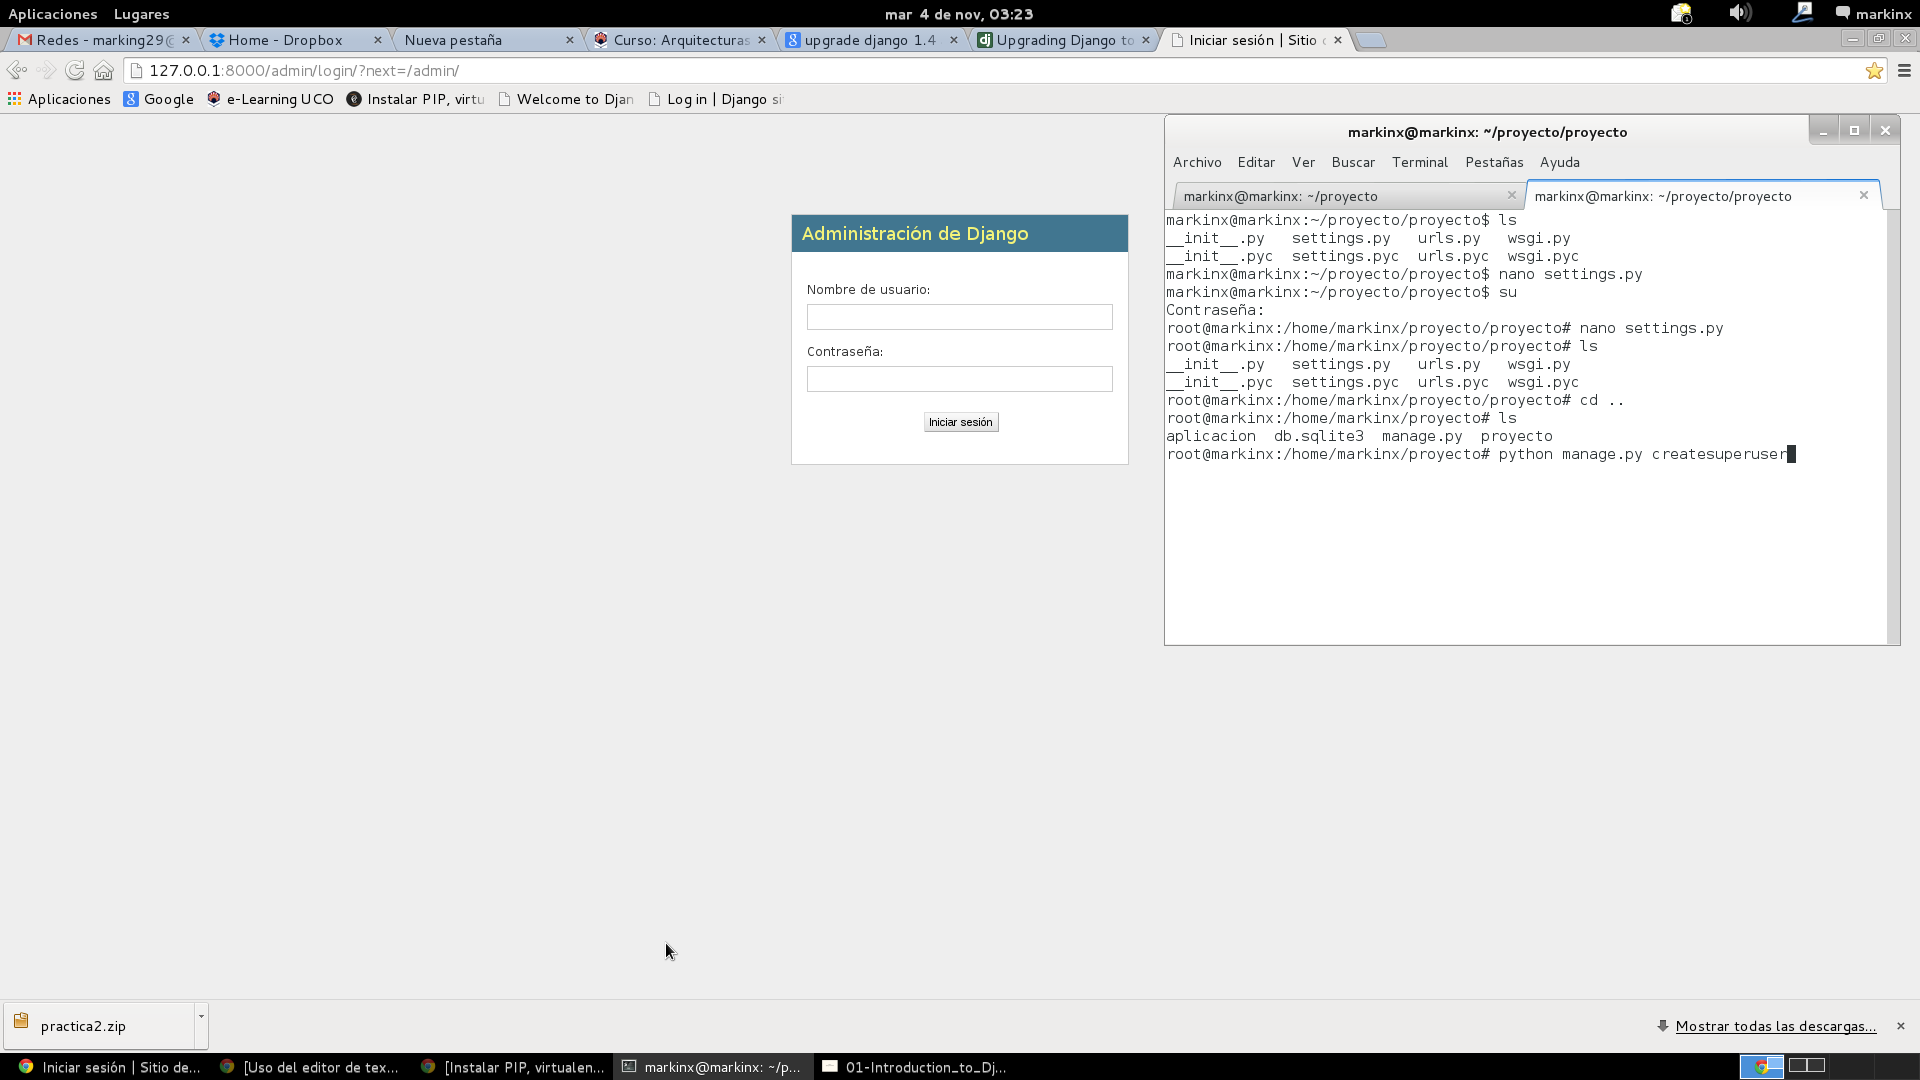 Aplicaciones Lugares mar 4 de nov, 03:23 markinx
Redes - marking29@ Home - Dropbox Nueva pestaña Curso: Arquitecturas upgrade django 1.4 Upgrading Django to Iniciar sesión | Sitio
127.0.0.1:8000/admin/login/?next=/admin/
Aplicaciones Google e-Learning UCO Instalar PIP, virtu Welcome to Djan Log in | Django si
Administración de Django
Nombre de usuario:
Contraseña:
Iniciar sesión
markinx@markinx: ~/proyecto/proyecto
Archivo Editar Ver Buscar Terminal Pestañas Ayuda
markinx@markinx: ~/proyecto markinx@markinx: ~/proyecto/proyecto
markinx@markinx:~/proyecto/proyecto$ ls
__init__.py settings.py urls.py wsgi.py
__init__.pyc settings.pyc urls.pyc wsgi.pyc
markinx@markinx:~/proyecto/proyecto$ nano settings.py
markinx@markinx:~/proyecto/proyecto$ su
Contraseña:
root@markinx:/home/markinx/proyecto/proyecto# nano settings.py
root@markinx:/home/markinx/proyecto/proyecto# ls
__init__.py settings.py urls.py wsgi.py
__init__.pyc settings.pyc urls.pyc wsgi.pyc
root@markinx:/home/markinx/proyecto/proyecto# cd ..
root@markinx:/home/markinx/proyecto# ls
aplicacion db.sqlite3 manage.py proyecto
root@markinx:/home/markinx/proyecto# python manage.py createsuperuser
practica2.zip
Mostrar todas las descargas...
Iniciar sesión | Sitio de... [Uso del editor de tex... [Instalar PIP, virtualen... markinx@markinx: ~/p... 01-Introduction_to_Dj...